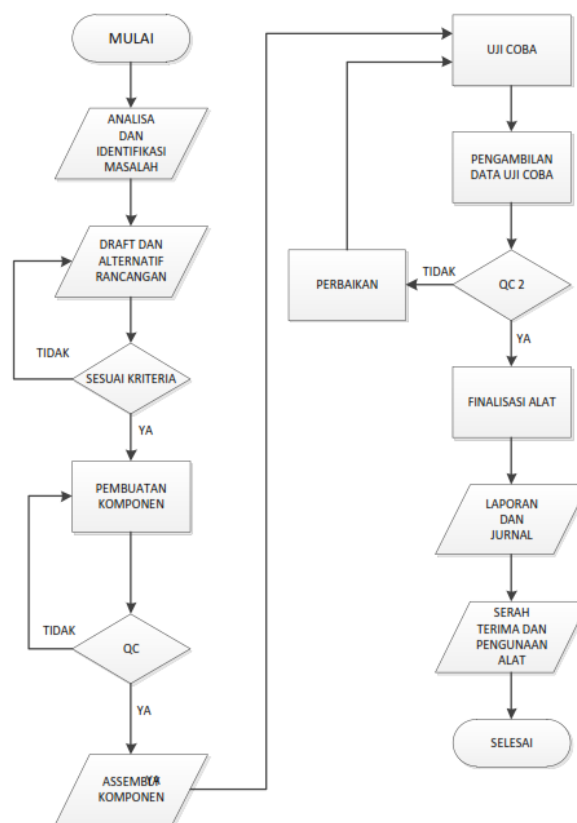 MULAI
ANALISA
DAN
IDENTIFIKASI
MASALAH
DRAFT DAN
ALTERNATIF
RANCANGAN
TIDAK
SESUAI KRITERIA
YA
PEMBUATAN
KOMPONEN
TIDAK
QC
YA
YA
KOMPONEN
UJI COBA
PENGAMBILAN
DATA UJI COBA
TIDAK
QC 2
PERBAIKAN
YA
FINALISASI ALAT
LAPORAN
DAN
JURNAL
SERAH
TERIMA DAN
PENGUNAAN
ALAT
SELESAI